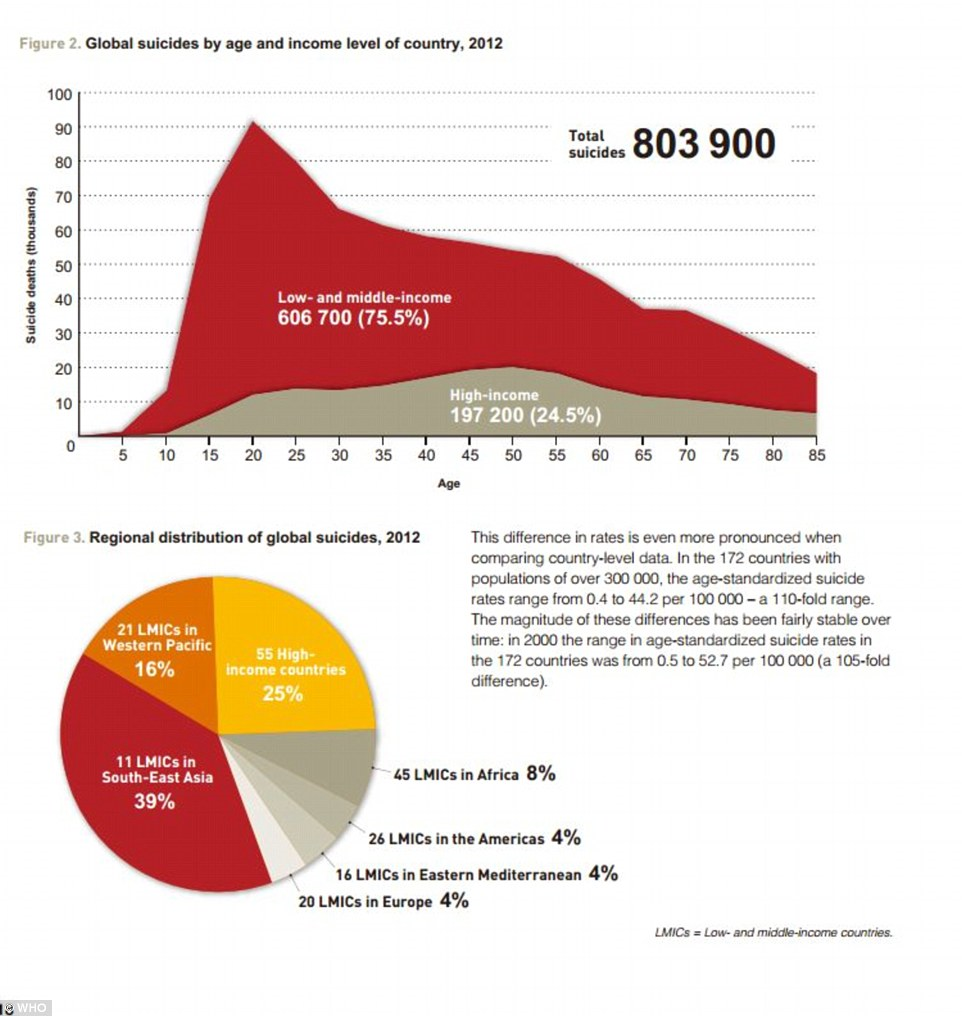 Figure 2. Global suicides by age and income level of country, 2012
100
90
80
70
60
50
40
30
20
10
0
Suicide deaths (thousands)
Total
suicides 803 900
Low- and middle-income
606 700 (75.5%)
High-income
197 200 (24.5%)
5 10 15 20 25 30 35 40 45 50 55 60 65 70 75 80 85
Age
Figure 3. Regional distribution of global suicides, 2012
21 LMICs in
Western Pacific
16%
55 High-
income countries
25%
11 LMICs in
South-East Asia
39%
45 LMICs in Africa 8%
26 LMICs in the Americas 4%
16 LMICs in Eastern Mediterranean 4%
20 LMICs in Europe 4%
This difference in rates is even more pronounced when
comparing country-level data. In the 172 countries with
populations of over 300 000, the age-standardized suicide
rates range from 0.4 to 44.2 per 100 000 – a 110-fold range.
The magnitude of these differences has been fairly stable over
time: in 2000 the range in age-standardized suicide rates in
the 172 countries was from 0.5 to 52.7 per 100 000 (a 105-fold
difference).
LMICs = Low- and middle-income countries.
© WHO